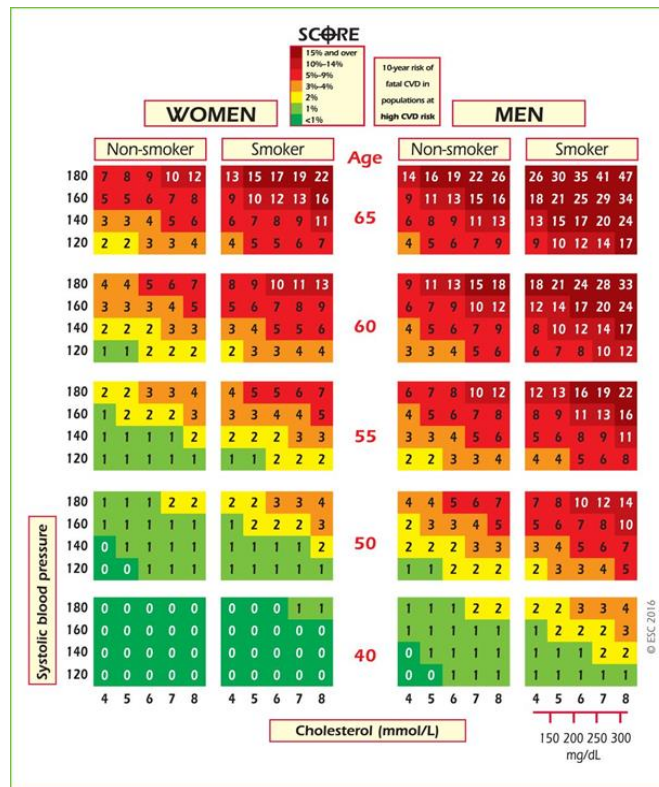 SCORE
15% and over
10%–14%
5%–9%
3%–4%
2%
1%
<1%
10-year risk of
fatal CVD in
populations at
high CVD risk
WOMEN
MEN
Non-smoker
Smoker
Age
Non-smoker
Smoker
180 7 8 9 10 12 13 15 17 19 22 14 16 19 22 26 26 30 35 41 47
160 5 5 6 7 8 9 10 12 13 16 9 11 13 15 16 18 21 25 29 34
65
140 3 3 4 5 6 6 7 8 9 11 6 8 9 11 13 13 15 17 20 24
120 2 2 3 3 4 4 5 5 6 7 4 5 6 7 9 9 10 12 14 17
180 4 4 5 6 7 8 9 10 11 13 9 11 13 15 18 18 21 24 28 33
160 3 3 3 4 5 5 6 7 8 9 6 7 9 10 12 12 14 17 20 24
60
140 2 2 2 3 3 3 4 5 5 6 4 5 6 7 9 8 10 12 14 17
120 1 1 2 2 2 2 3 3 4 4 3 3 4 5 6 6 7 8 10 12
180 2 2 3 3 4 4 5 5 6 7 6 7 8 10 12 12 13 16 19 22
160 1 2 2 2 3 3 3 4 4 5 4 5 6 7 8 8 9 11 13 16
55
140 1 1 1 1 2 2 2 2 3 3 3 3 4 5 6 5 6 8 9 11
120 1 1 1 1 1 1 1 2 2 2 2 2 3 3 4 4 4 5 6 8
180 1 1 1 2 2 2 2 3 3 4 4 4 5 6 7 7 8 10 12 14
160 1 1 1 1 1 1 2 2 2 3 2 3 3 4 5 5 6 7 8 10
50
140 0 1 1 1 1 1 1 1 1 2 2 2 2 3 3 3 4 5 6 7
120 0 0 1 1 1 1 1 1 1 1 1 1 2 2 2 2 3 3 4 5
180 0 0 0 0 0 0 0 0 1 1 1 1 1 2 2 2 2 3 3 4
160 0 0 0 0 0 0 0 0 0 0 1 1 1 1 1 1 2 2 2 3
40
140 0 0 0 0 0 0 0 0 0 0 0 1 1 1 1 1 1 1 2 2
120 0 0 0 0 0 0 0 0 0 0 0 0 1 1 1 1 1 1 1 1
4 5 6 7 8 4 5 6 7 8 4 5 6 7 8 4 5 6 7 8
Systolic blood pressure
Cholesterol (mmol/L)
150 200 250 300
mg/dL
© ESC 2016